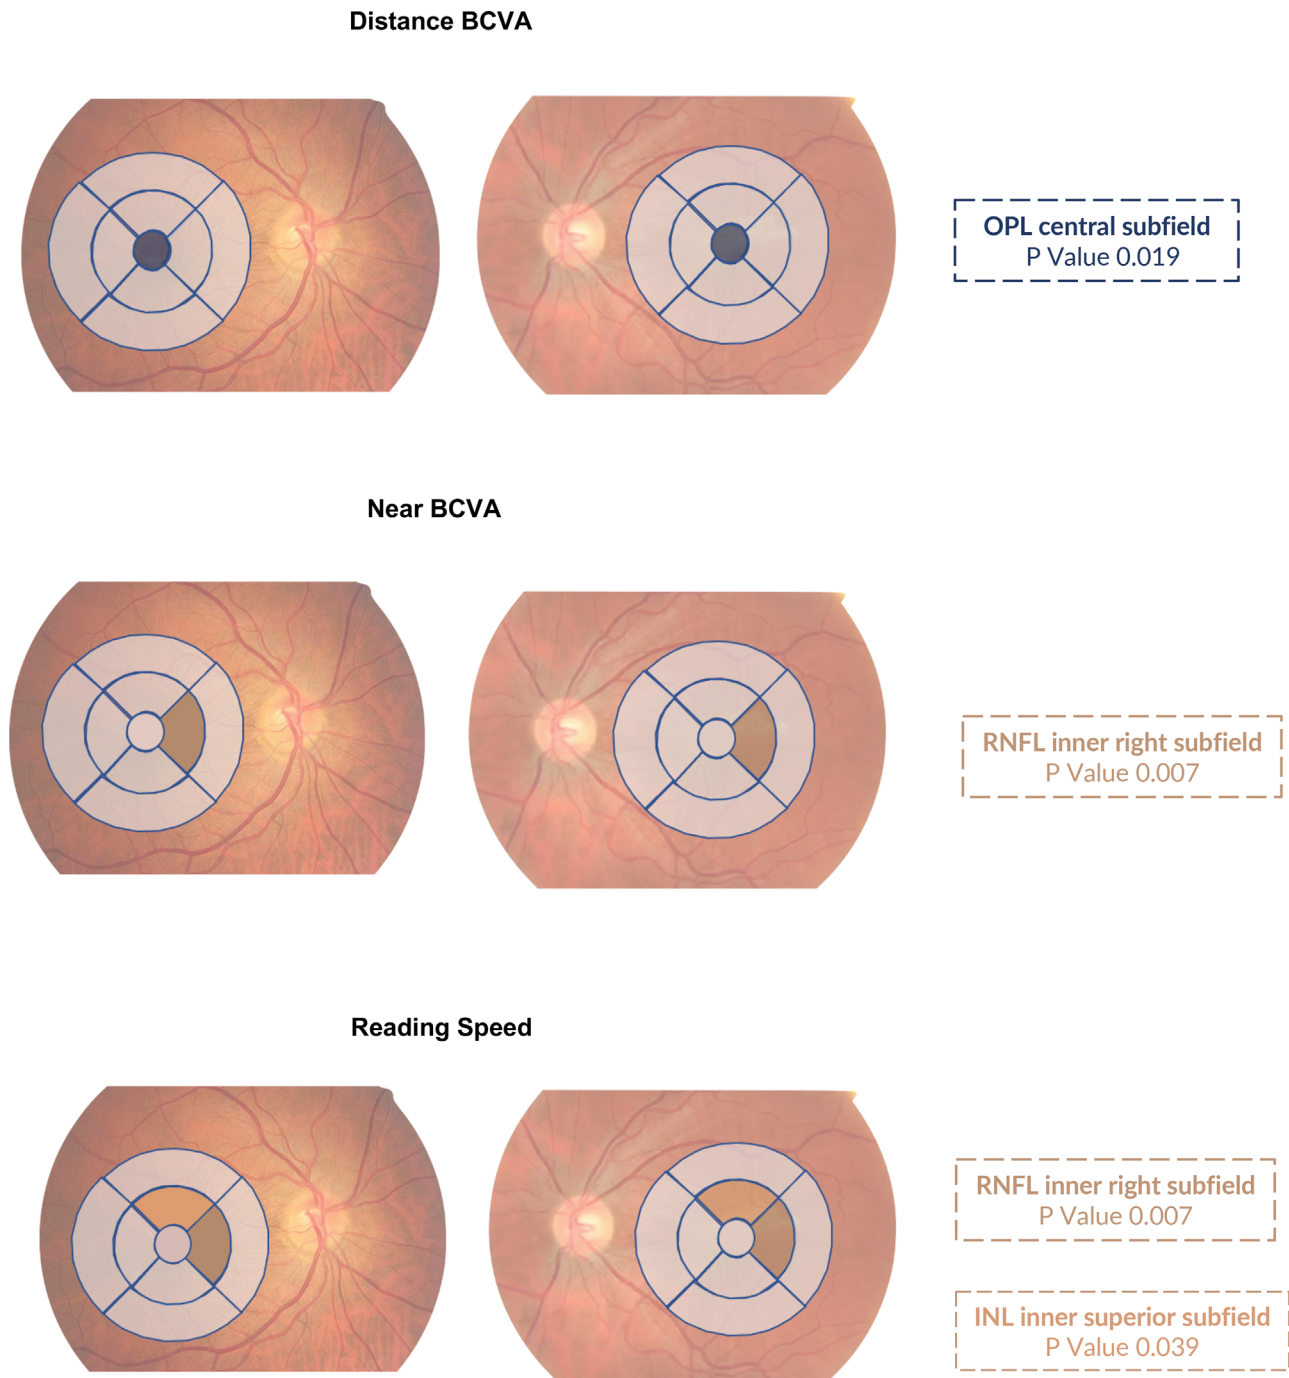 Distance BCVA
OPL central subfield
P Value 0.019
Near BCVA
RNFL inner right subfield
P Value 0.007
Reading Speed
RNFL inner right subfield
P Value 0.007
INL inner superior subfield
P Value 0.039